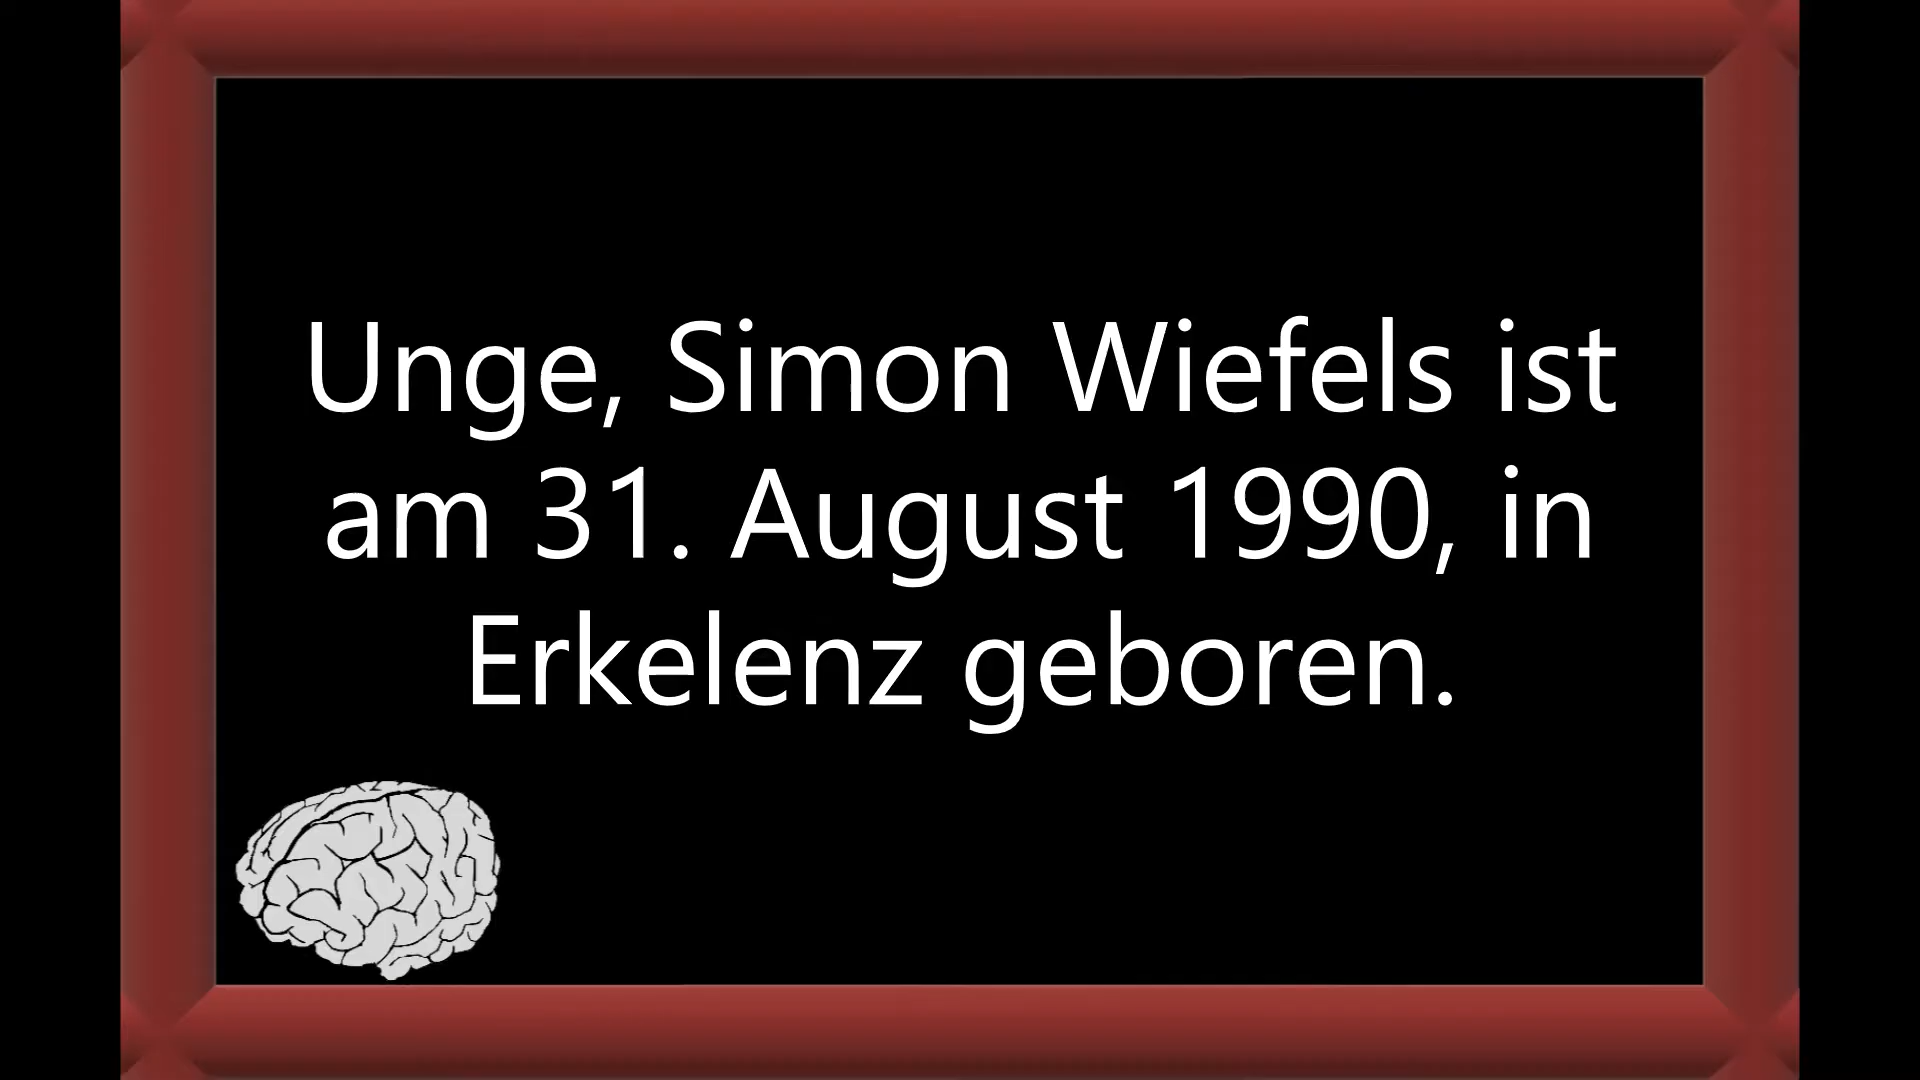 Unge, Simon Wiefels ist
am 31. August 1990, in
Erkelenz geboren.